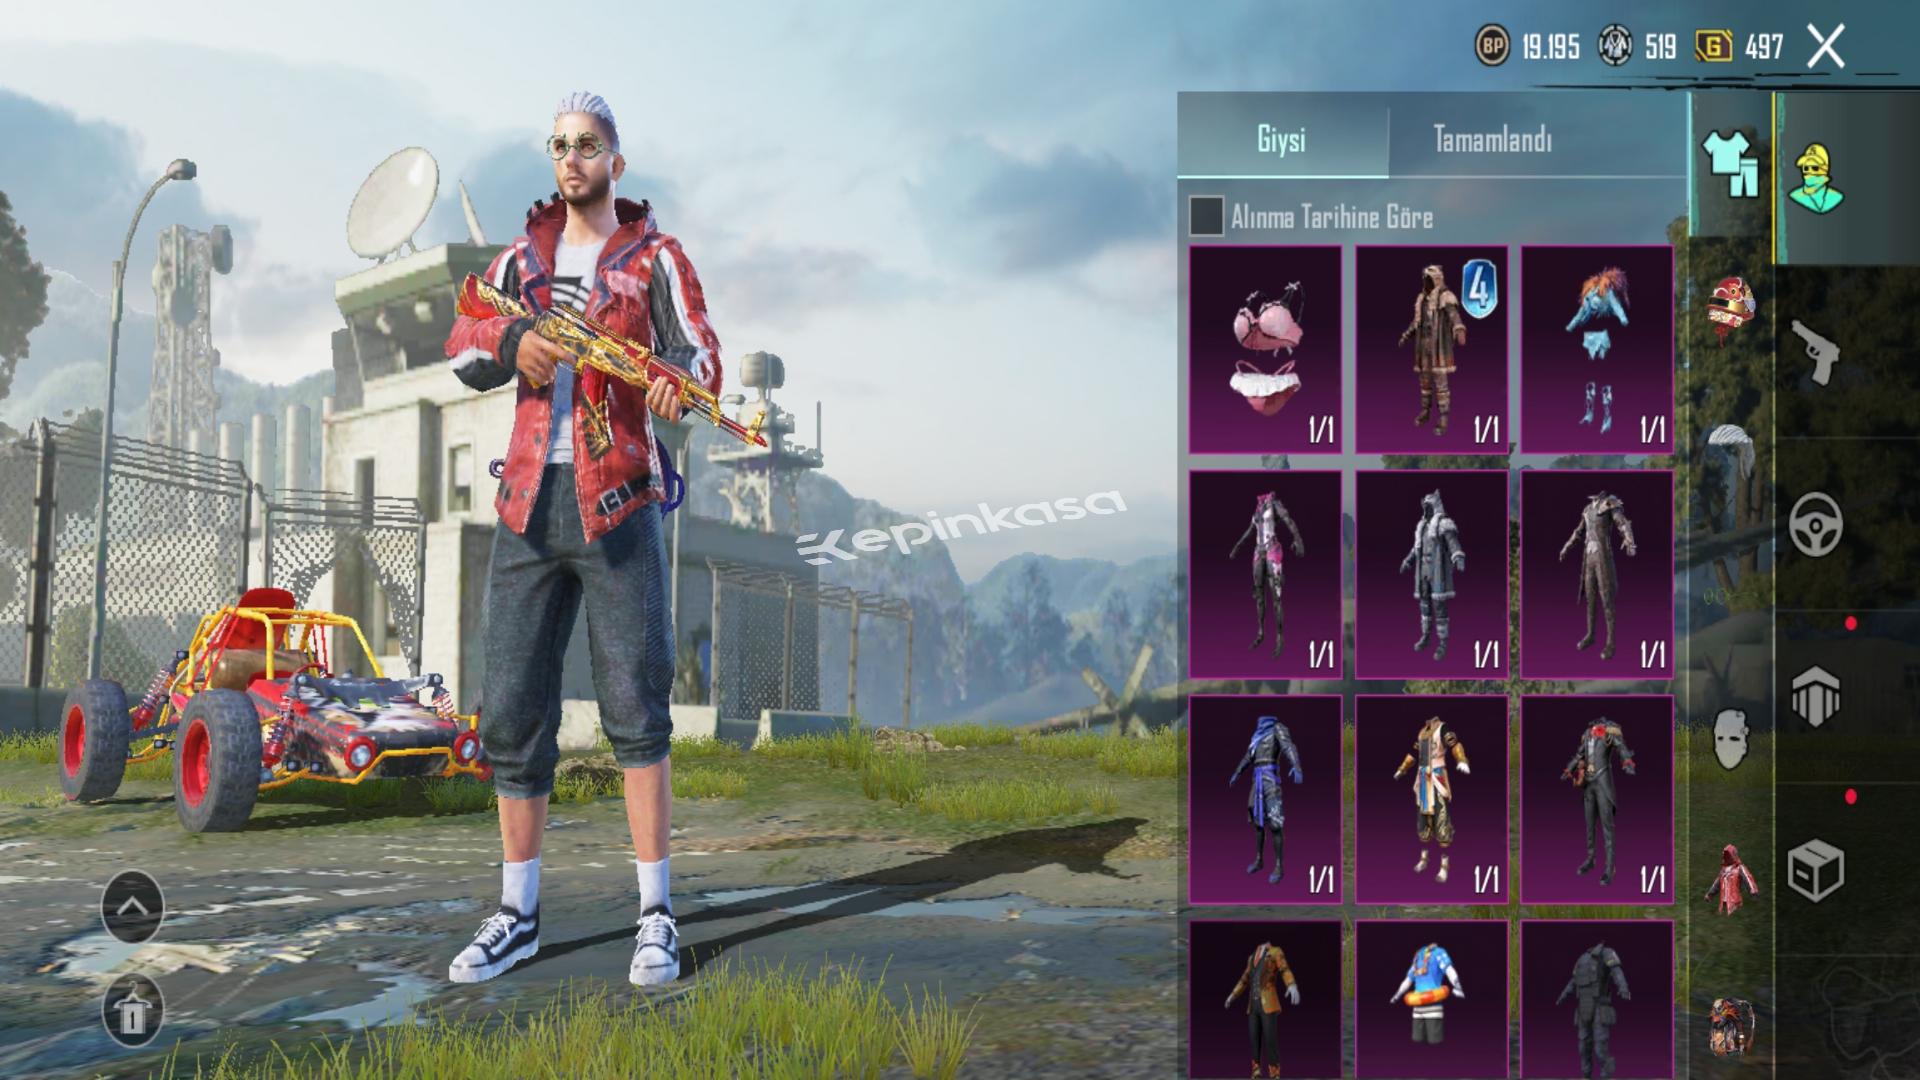 BP 19.195 519 G 497
Giysi Tamamlandı
Alınma Tarihine Göre
4
1/1 1/1 1/1
epinkasa
1/1 1/1 1/1
1/1 1/1 1/1